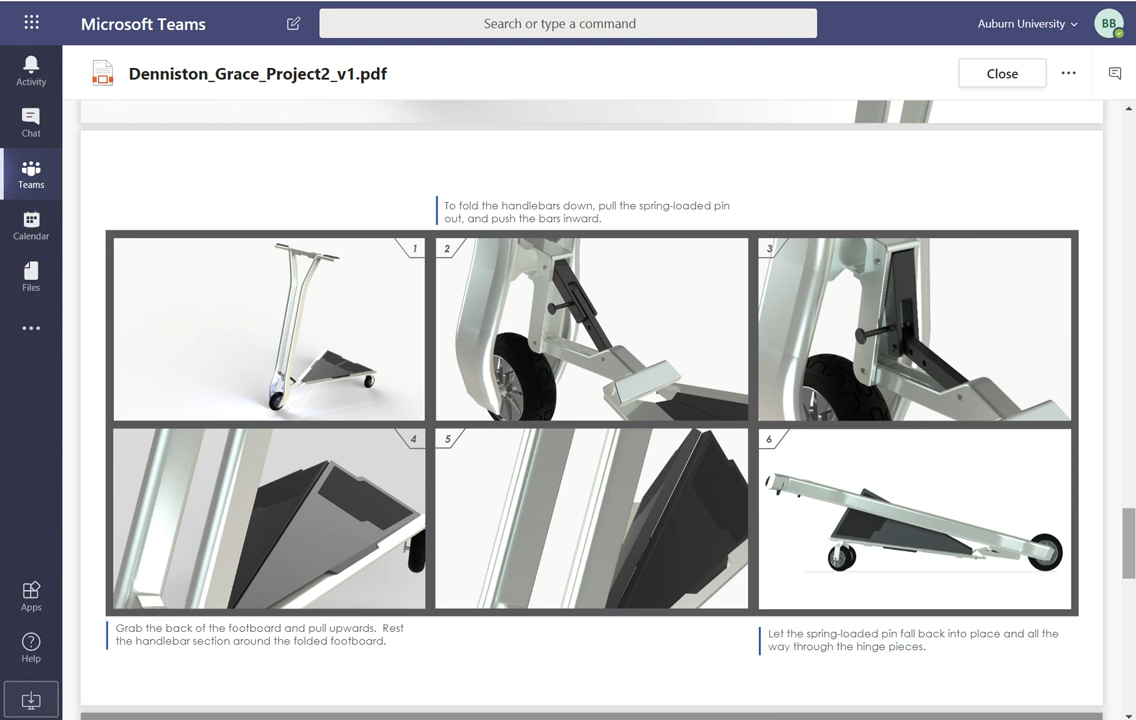 Microsoft Teams
Search or type a command
Auburn University
BB
Activity
Chat
Teams
Calendar
Files
Apps
Help
Denniston_Grace_Project2_v1.pdf
Close
To fold the handlebars down, pull the spring-loaded pin
out, and push the bars inward.
1
2
3
4
5
6
Grab the back of the footboard and pull upwards. Rest
the handlebar section around the folded footboard.
Let the spring-loaded pin fall back into place and all the
way through the hinge pieces.